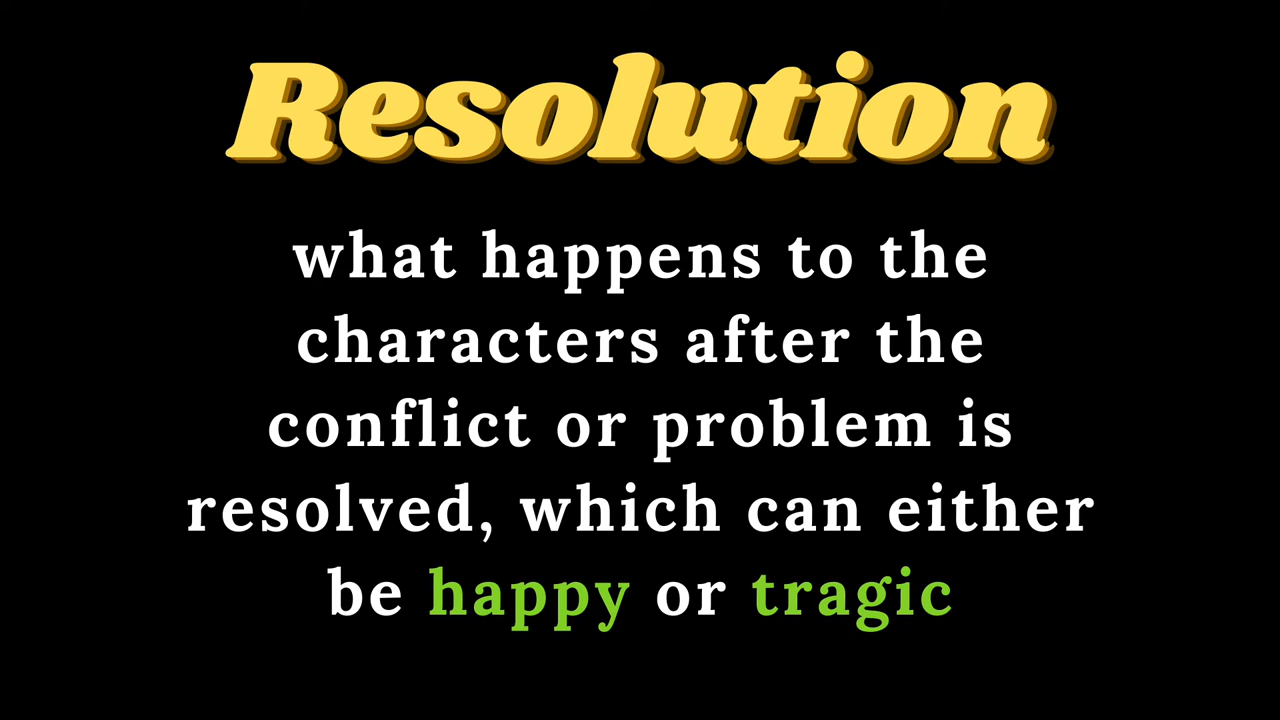 Resolution
what happens to the
characters after the
conflict or problem is
resolved, which can either
be happy or tragic